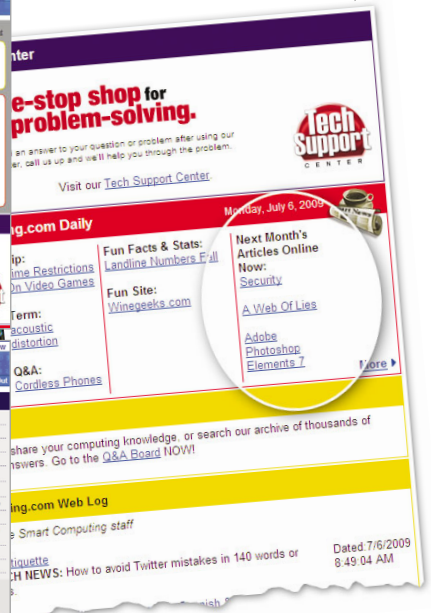 nter
e-stop shop for
problem-solving.
an answer to your question or problem after using our
er, call us up and we'll help you through the problem.
Visit our Tech Support Center.
Tech
Support
CENTER
ng.com Daily
Monday, July 6, 2009
ip:
ime Restrictions
On Video Games
Term:
acoustic
distortion
Q&A:
Cordless Phones
Fun Facts & Stats:
Landline Numbers Fall
Fun Site:
Winegeeks.com
Next Month's
Articles Online
Now:
Security
A Web Of Lies
Adobe
Photoshop
Elements 7
More
share your computing knowledge, or search our archive of thousands of
nswers. Go to the Q&A Board NOW!
ing.com Web Log
e Smart Computing staff
tiquette
CH NEWS: How to avoid Twitter mistakes in 140 words or
s.
Dated:7/6/2009
8:49:04 AM